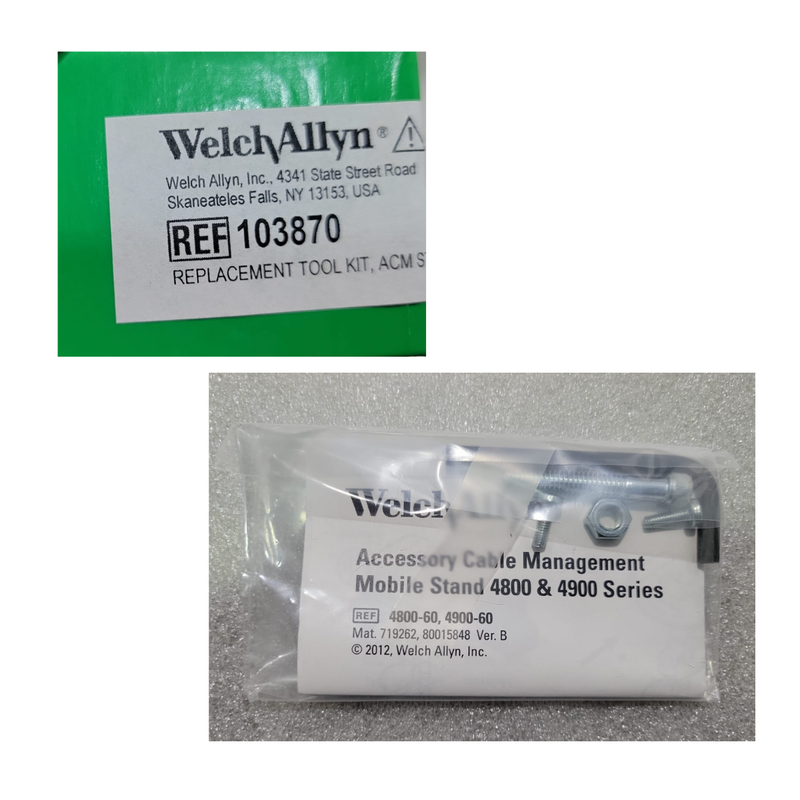 WelchAllyn®
Welch Allyn, Inc., 4341 State Street Road
Skaneateles Falls, NY 13153, USA
REF 103870
REPLACEMENT TOOL KIT, ACM
Welch Allyn
Accessory Cable Management
Mobile Stand 4800 & 4900 Series
REF 4800-60, 4900-60
Mat. 719262, 80015848 Ver. B
© 2012, Welch Allyn, Inc.